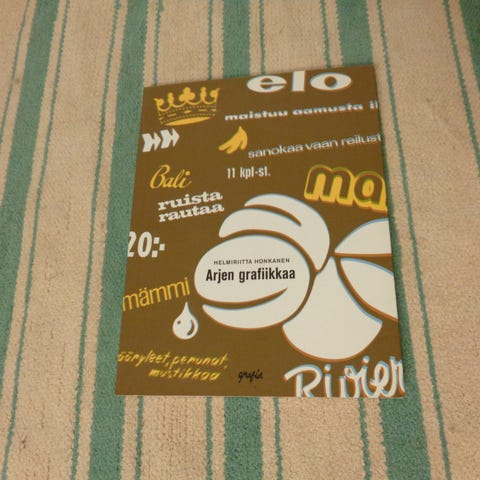 elo
maistuu aamusta il
sanokaa vaan reilust
Bali
11 kpl-st.
ma
ruista
rautaa
20:-
HELMIRIITTA HONKANEN
Arjen grafiikkaa
mämmi
ööryleet, perunat,
mustikkaa
grafia
Rivier